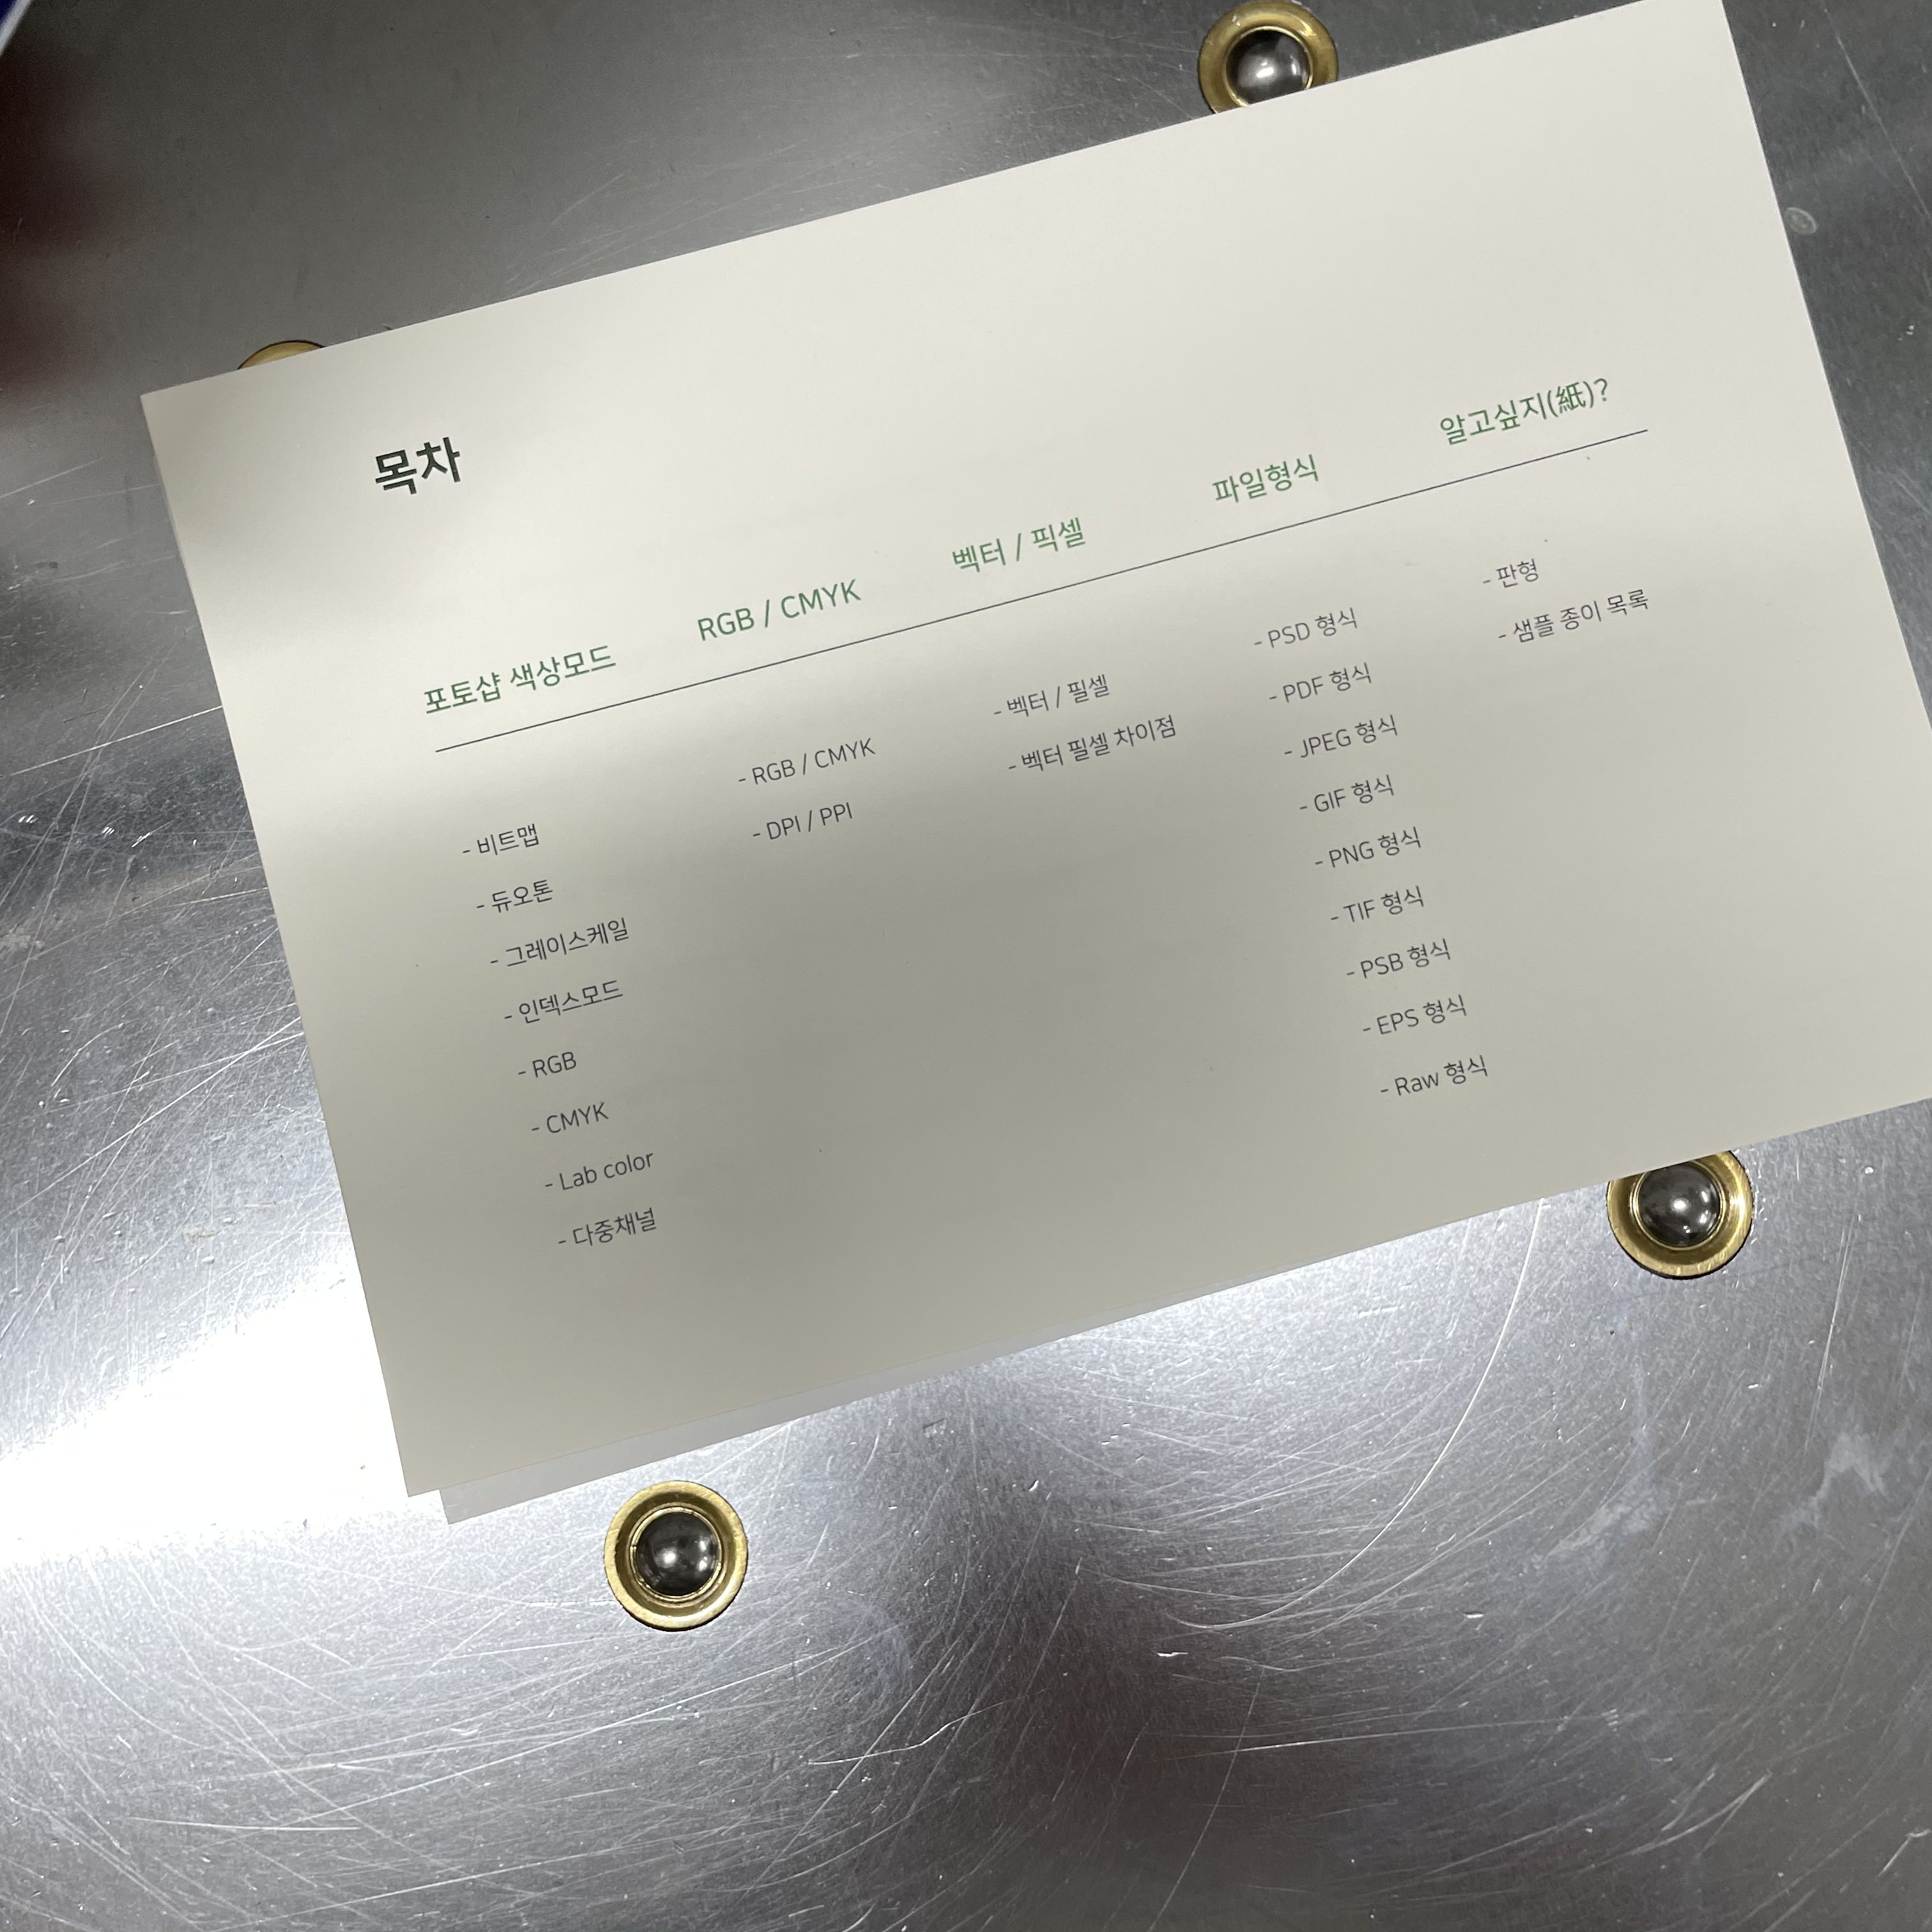 목차
포토샵 색상모드
- 비트맵
- 듀오톤
- 그레이스케일
- 인덱스모드
- RGB
- CMYK
- Lab color
- 다중채널
RGB / CMYK
- RGB / CMYK
- DPI / PPI
벡터 / 픽셀
- 벡터 / 필셀
- 벡터 필셀 차이점
파일형식
- PSD 형식
- PDF 형식
- JPEG 형식
- GIF 형식
- PNG 형식
- TIF 형식
- PSB 형식
- EPS 형식
- Raw 형식
알고싶지(紙)?
- 판형
- 샘플 종이 목록